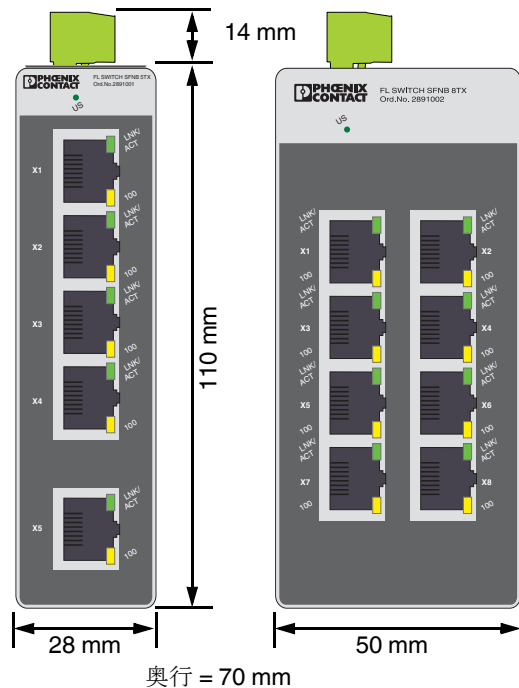 14 mm
PHŒNIX CONTACT
FL SWITCH SFNB 5TX
Ord.No.2891001
US
X1
LNK/ACT
100
X2
LNK/ACT
100
X3
LNK/ACT
100
X4
LNK/ACT
100
X5
LNK/ACT
100
110 mm
28 mm
PHŒNIX CONTACT
FL SWITCH SFNB 8TX
Ord.No. 2891002
US
LNK/ACT
X1
100
LNK/ACT
X2
100
LNK/ACT
X3
100
LNK/ACT
X4
100
LNK/ACT
X5
100
LNK/ACT
X6
100
LNK/ACT
X7
100
LNK/ACT
X8
100
50 mm
奥行 = 70 mm